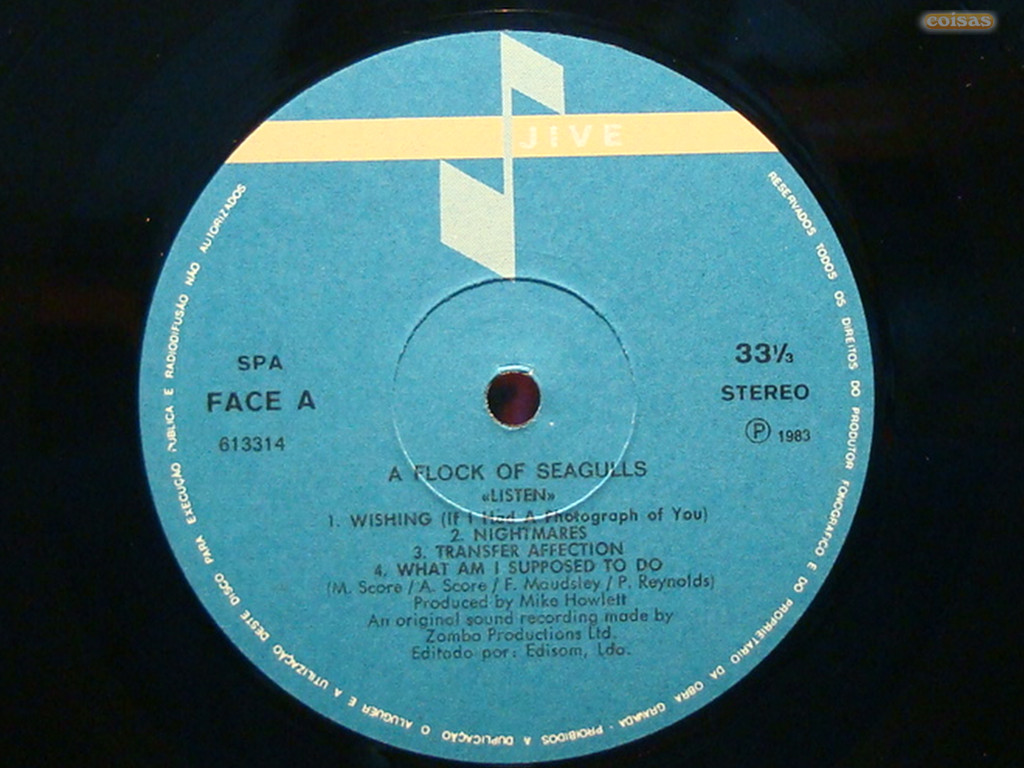 coisas
JIVE
SPA
FACE A
613314
33⅓
STEREO
Ⓟ 1983
A FLOCK OF SEAGULLS
«LISTEN»
1. WISHING (If I Had A Photograph of You)
2. NIGHTMARES
3. TRANSFER AFFECTION
4. WHAT AM I SUPPOSED TO DO
(M. Score / A. Score / F. Maudsley / P. Reynolds)
Produced by Mike Howlett
An original sound recording made by
Zomba Productions Ltd.
Editado por: Edisom, Lda.
RESERVADOS TODOS OS DIREITOS DO PRODUTOR FONOGRÁFICO E DO PROPRIETÁRIO DA OBRA GRAVADA - PROIBIDOS A DUPLICAÇÃO O ALUGUER E A UTILIZAÇÃO DESTE DISCO PARA EXECUÇÃO PÚBLICA E RADIODIFUSÃO NÃO AUTORIZADOS